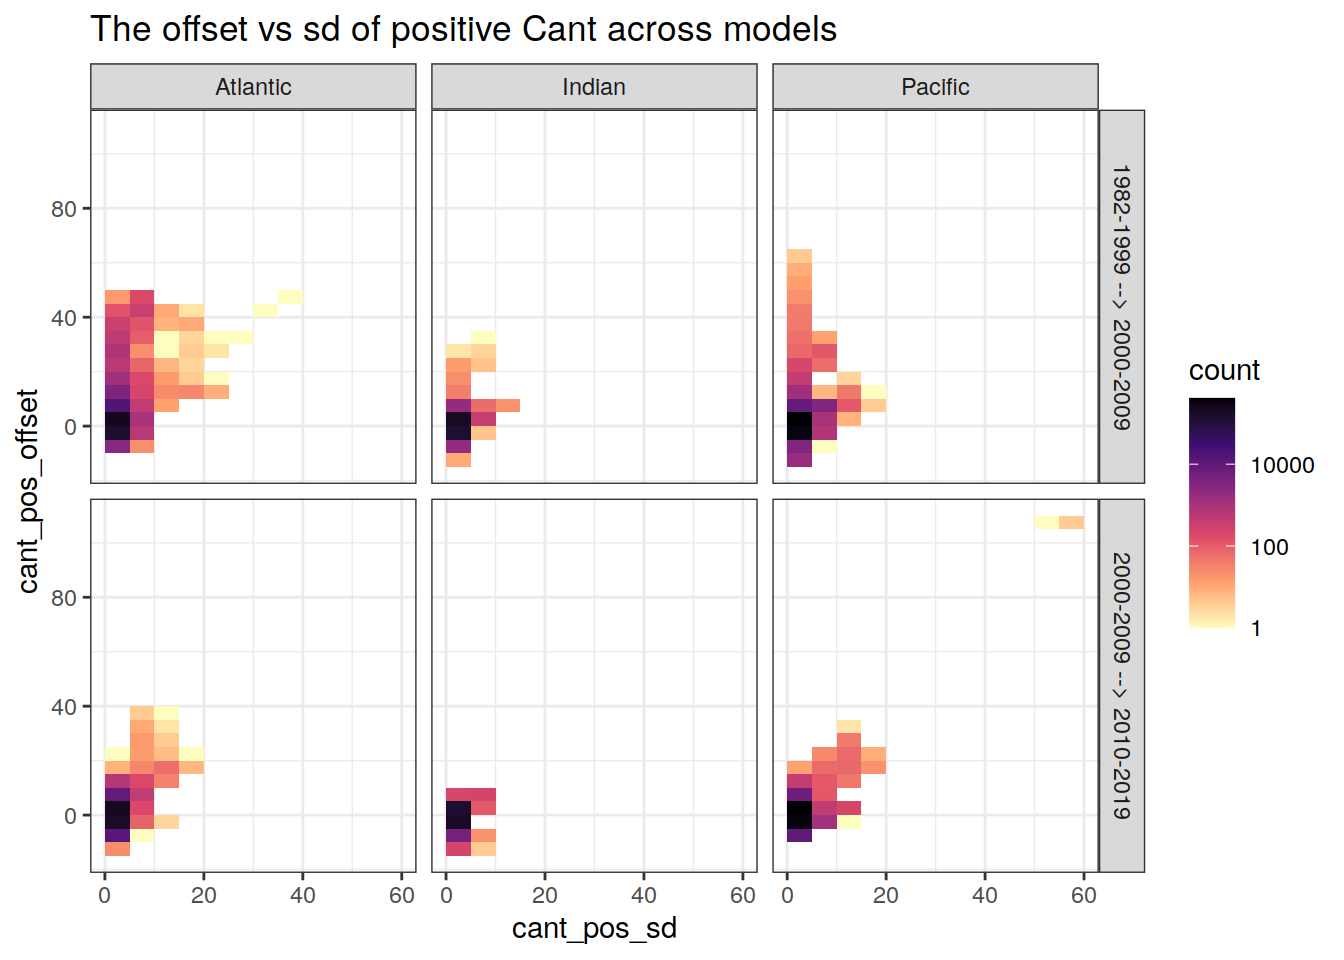 The offset vs sd of positive Cant across models
Atlantic
Indian
Pacific
80
40
0
1982-1999 --> 2000-2009
80
40
0
2000-2009 --> 2010-2019
0 20 40 60
0 20 40 60
0 20 40 60
cant_pos_sd
cant_pos_offset
count
10000
100
1